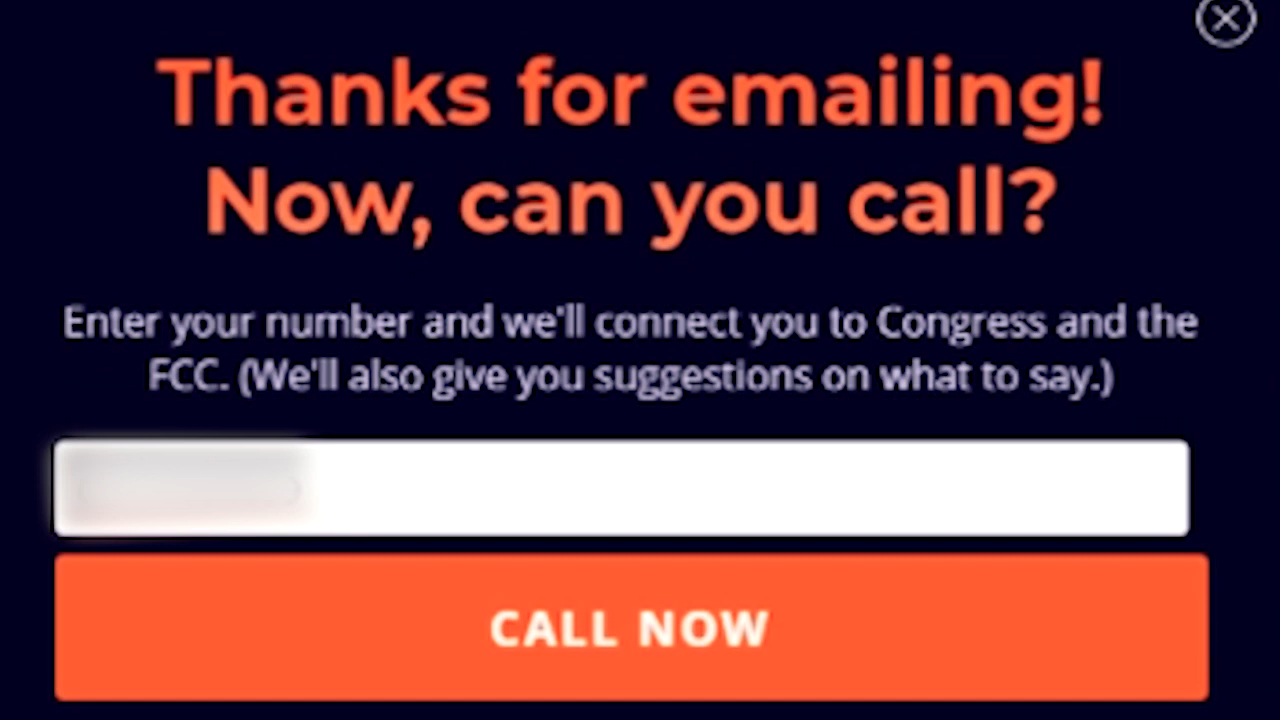 Thanks for emailing!
Now, can you call?
Enter your number and we'll connect you to Congress and the
FCC. (We'll also give you suggestions on what to say.)
CALL NOW